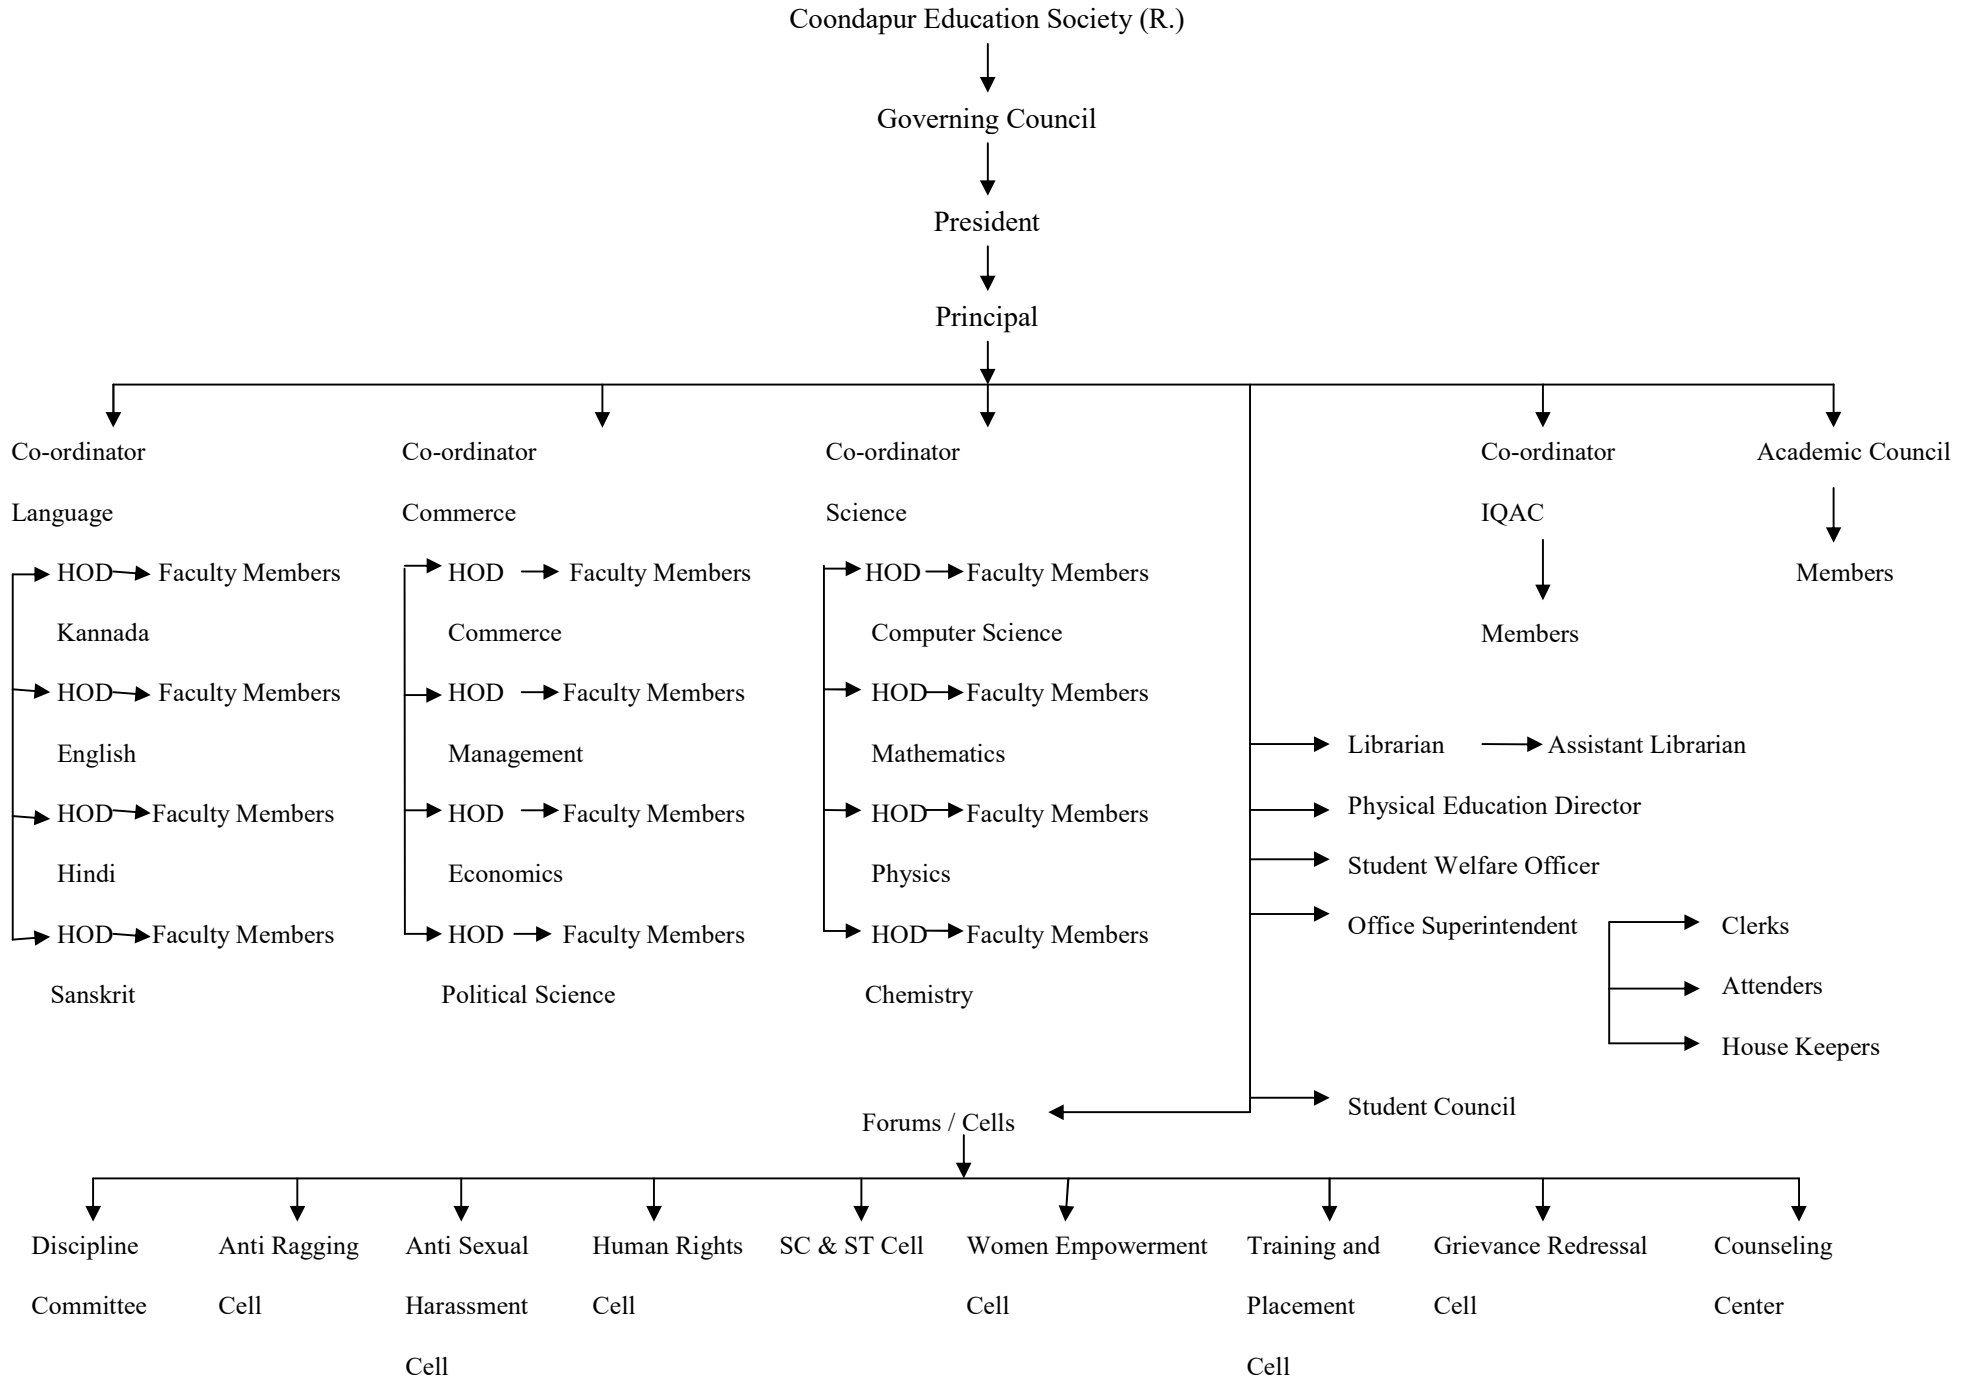 Coondapur Education Society (R.)
Governing Council
President
Principal
Co-ordinator
Language
HOD Faculty Members
Kannada
HOD Faculty Members
English
HOD Faculty Members
Hindi
HOD Faculty Members
Sanskrit
Co-ordinator
Commerce
HOD Faculty Members
Commerce
HOD Faculty Members
Management
HOD Faculty Members
Economics
HOD Faculty Members
Political Science
Co-ordinator
Science
HOD Faculty Members
Computer Science
HOD Faculty Members
Mathematics
HOD Faculty Members
Physics
HOD Faculty Members
Chemistry
Co-ordinator
IQAC
Members
Academic Council
Members
Librarian Assistant Librarian
Physical Education Director
Student Welfare Officer
Office Superintendent
Clerks
Attenders
House Keepers
Student Council
Forums / Cells
Discipline
Committee
Anti Ragging
Cell
Anti Sexual
Harassment
Cell
Human Rights
Cell
SC & ST Cell
Women Empowerment
Cell
Training and
Placement
Cell
Grievance Redressal
Cell
Counseling
Center